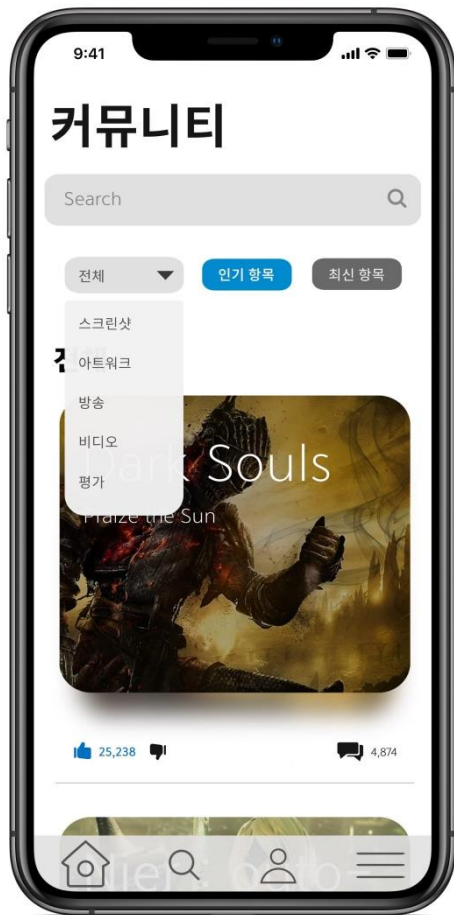 9:41
커뮤니티
Search
전체 인기 항목 최신 항목
스크린샷
아트워크
방송
비디오
평가
Dark Souls
Praize the Sun
25,238 4,874